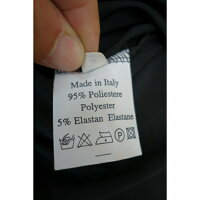 Made in Italy
95% Poliestere
Polyester
5% Elastan Elastane